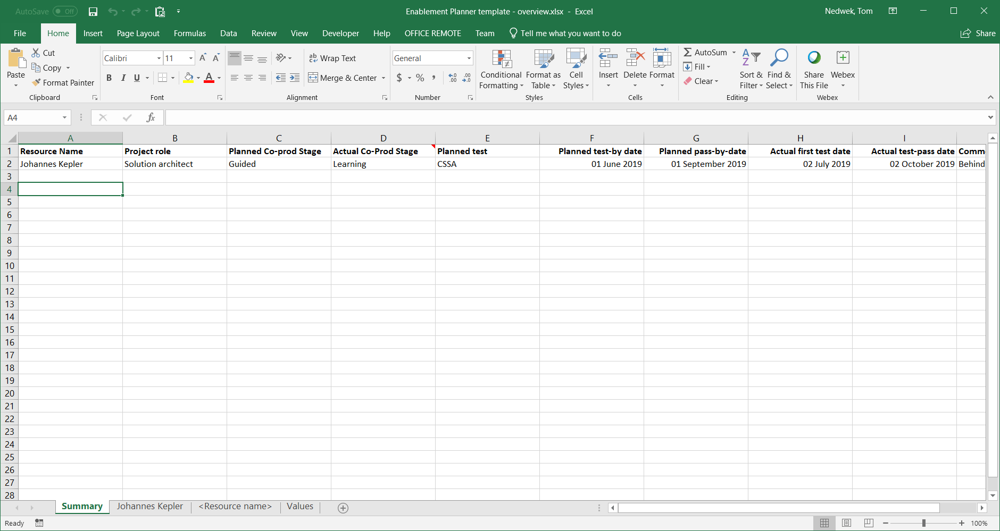 AutoSave Off Enablement Planner template - overview.xlsx - Excel Nedwek, Tom
File Home Insert Page Layout Formulas Data Review View Developer Help OFFICE REMOTE Team Tell me what you want to do Share
Paste
Cut
Copy
Format Painter
Clipboard
Calibri 11
B I U
Font
Wrap Text
Merge & Center
Alignment
General
$ % ,
Number
Conditional Formatting
Format as Table
Cell Styles
Styles
Insert Delete Format
Cells
AutoSum
Fill
Clear
Sort & Filter
Find & Select
Editing
Share This File
Webex
Webex
A4 fx
A B C D E F G H I
1 Resource Name Project role Planned Co-prod Stage Actual Co-Prod Stage Planned test Planned test-by date Planned pass-by-date Actual first test date Actual test-pass date Comm
2 Johannes Kepler Solution architect Guided Learning CSSA 01 June 2019 01 September 2019 02 July 2019 02 October 2019 Behind
3
4
5
6
7
8
9
10
11
12
13
14
15
16
17
18
19
20
21
22
23
24
25
26
27
28
Summary Johannes Kepler <Resource name> Values
Ready 100%